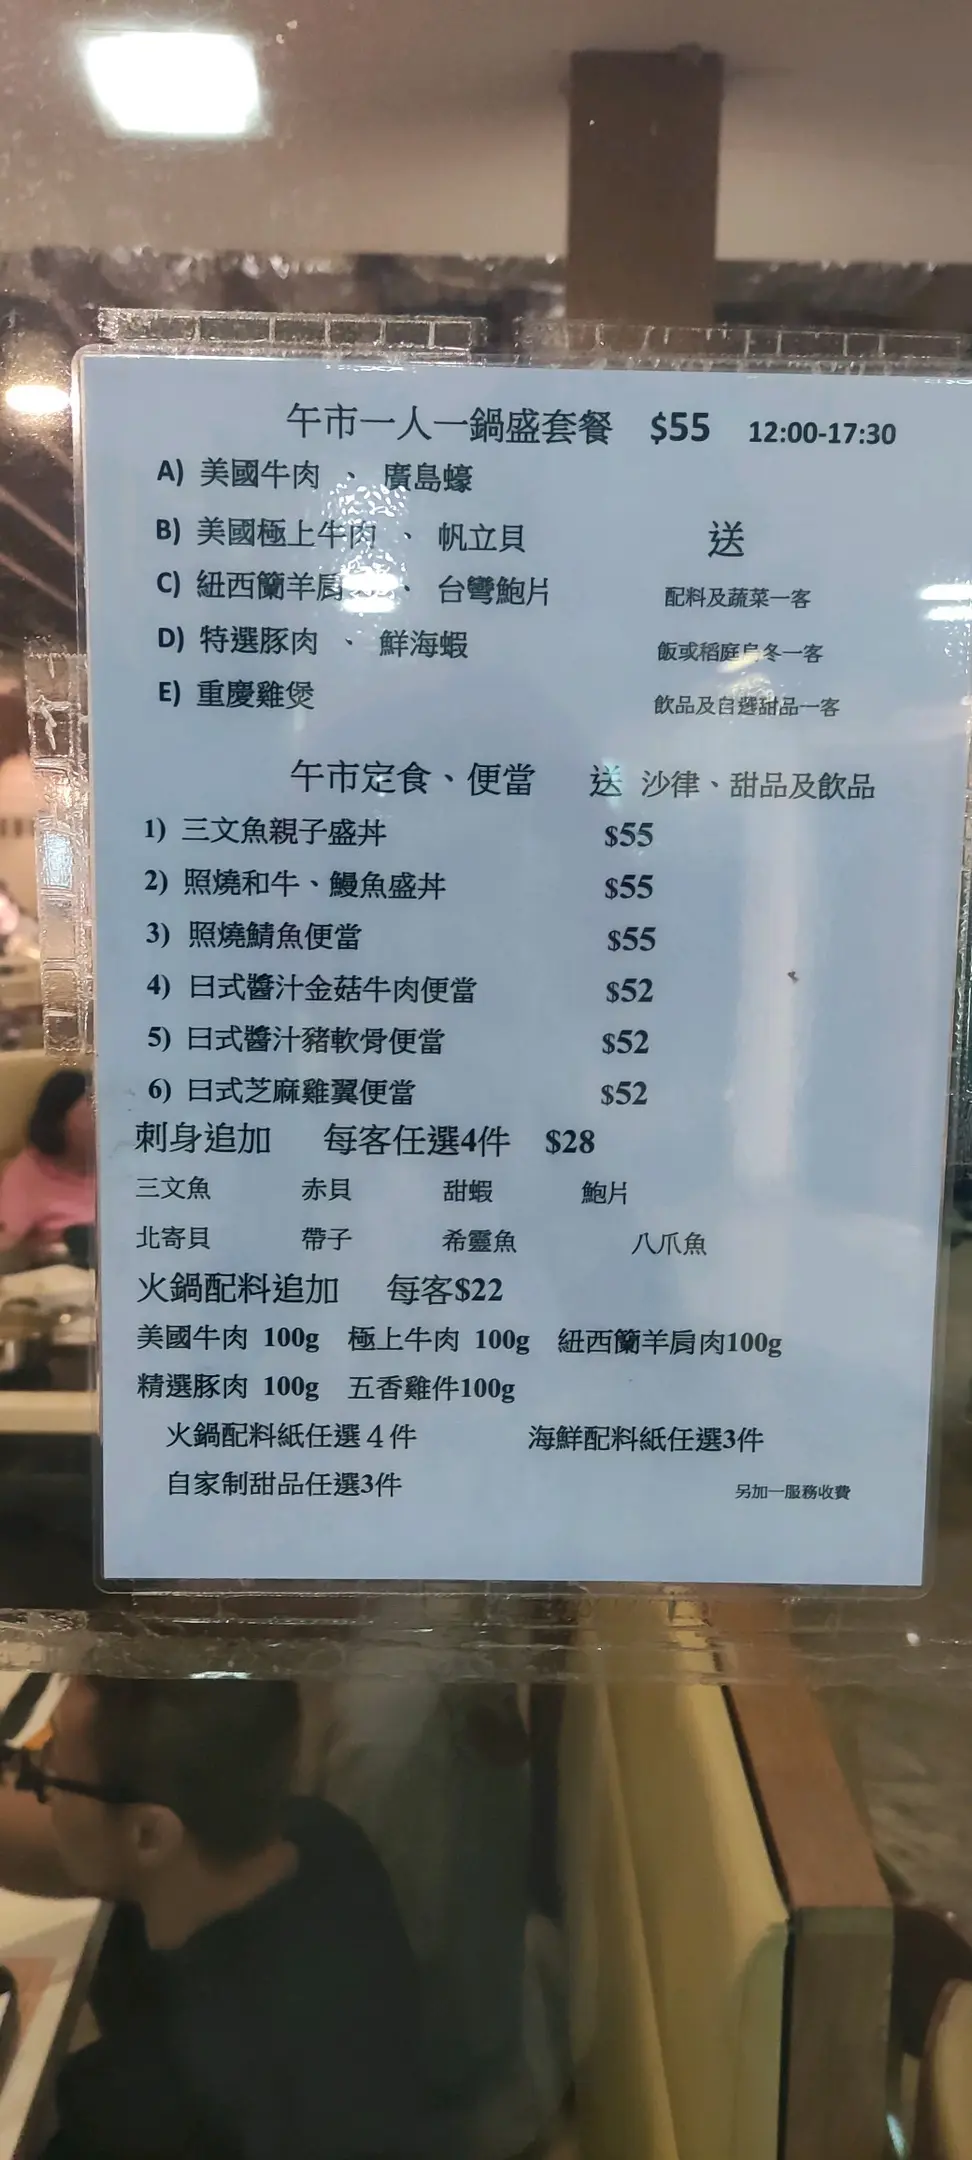 午市一人一鍋盛套餐 $55 12:00-17:30
A) 美國牛肉 、 廣島蠔
B) 美國極上牛肉 、 帆立貝 送
C) 紐西蘭羊肩 、 台彎鮑片 配料及蔬菜一客
D) 特選豚肉 、 鮮海蝦 飯或稻庭烏冬一客
E) 重慶雞煲 飲品及自選甜品一客
午市定食、便當 送 沙律、甜品及飲品
1) 三文魚親子盛丼 $55
2) 照燒和牛、鰻魚盛丼 $55
3) 照燒鯖魚便當 $55
4) 日式醬汁金菇牛肉便當 $52
5) 日式醬汁豬軟骨便當 $52
6) 日式芝麻雞翼便當 $52
刺身追加 每客任選4件 $28
三文魚 赤貝 甜蝦 鮑片
北寄貝 帶子 希靈魚 八爪魚
火鍋配料追加 每客$22
美國牛肉 100g 極上牛肉 100g 紐西蘭羊肩肉100g
精選豚肉 100g 五香雞件100g
火鍋配料紙任選 4 件 海鮮配料紙任選3件
自家制甜品任選3件 另加一服務收費